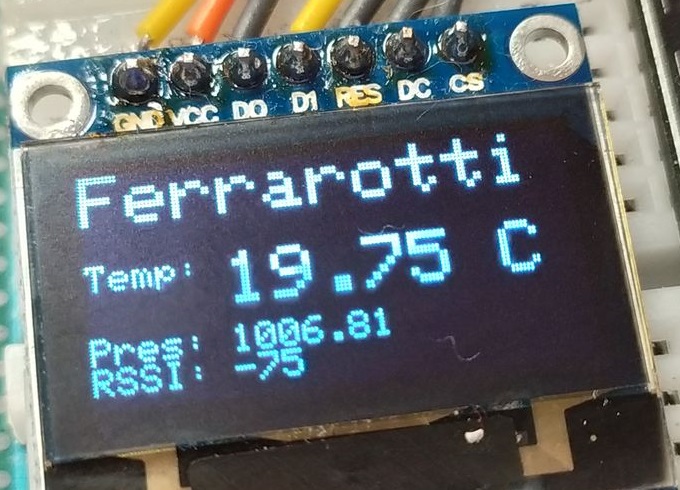 GND VCC D0 D1 RES DC CS
Ferrarotti
Temp: 19.75 C
Pres: 1006.81
RSSI: -75